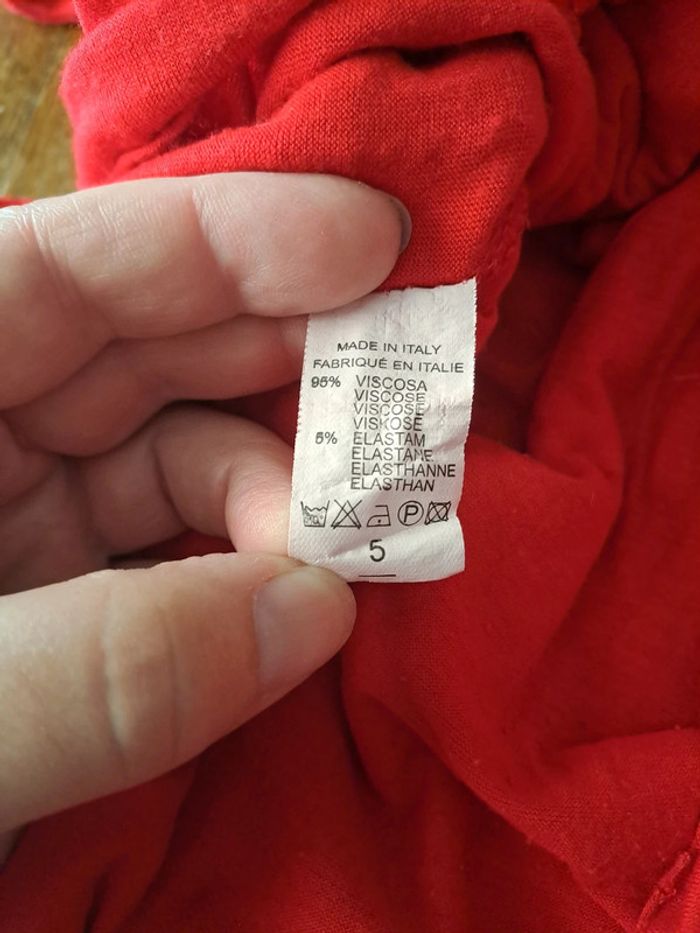 MADE IN ITALY
FABRIQUÉ EN ITALIE
95% VISCOSA
VISCOSE
VISCOSE
VISKOSE
5% ELASTAM
ELASTANE
ELASTHANNE
ELASTHAN
P
5